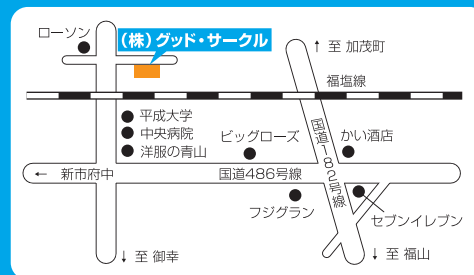 ローソン
(株)グッド・サークル
↑ 至 加茂町
福塩線
平成大学
中央病院
洋服の青山
ビッグローズ
国道182号線
かい酒店
← 新市府中
国道486号線
フジグラン
セブンイレブン
↓ 至 御幸
↓ 至 福山